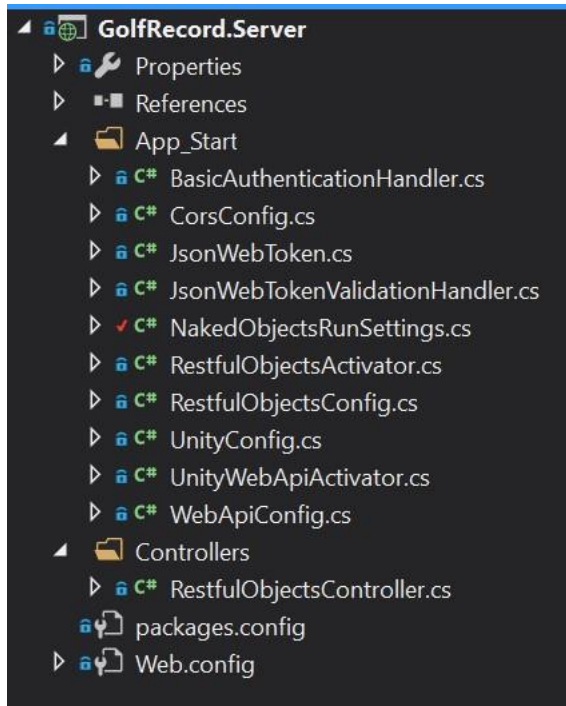 GolfRecord.Server
Properties
References
App_Start
C# BasicAuthenticationHandler.cs
C# CorsConfig.cs
C# JsonWebToken.cs
C# JsonWebTokenValidationHandler.cs
C# NakedObjectsRunSettings.cs
C# RestfulObjectsActivator.cs
C# RestfulObjectsConfig.cs
C# UnityConfig.cs
C# UnityWebApiActivator.cs
C# WebApiConfig.cs
Controllers
C# RestfulObjectsController.cs
packages.config
Web.config